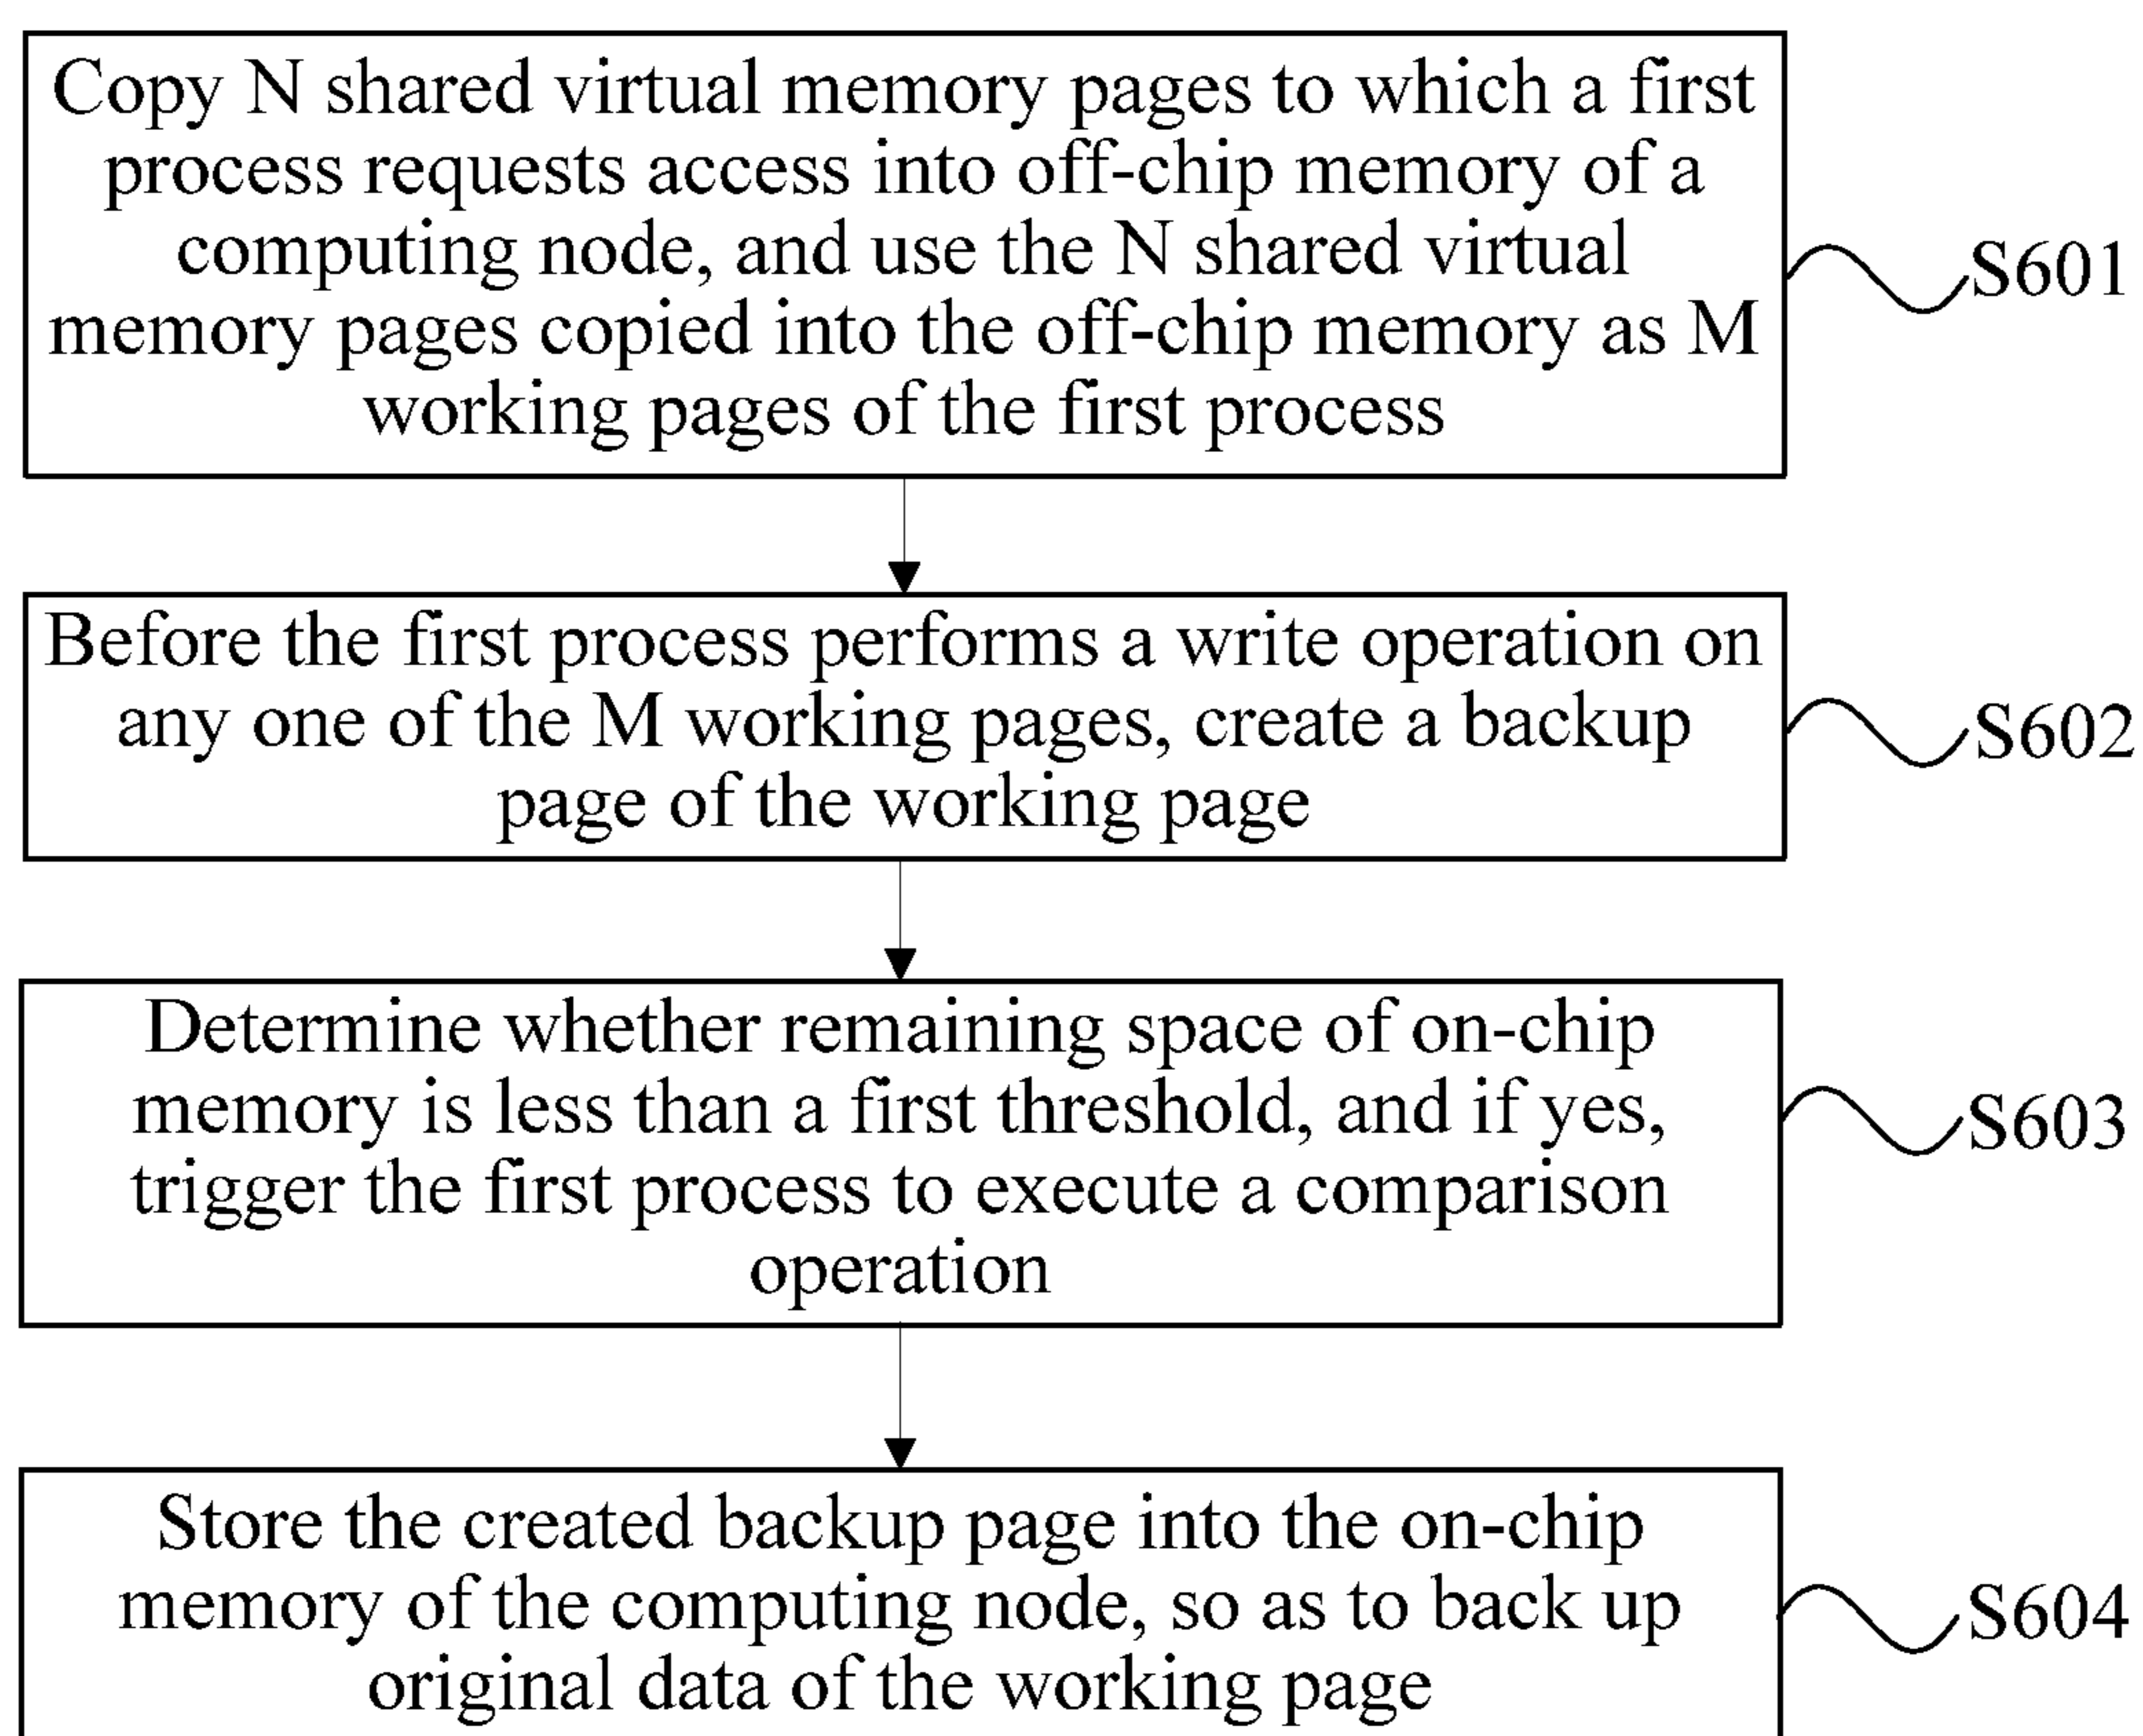 Copy N shared virtual memory pages to which a first
process requests access into off-chip memory of a
computing node, and use the N shared virtual
memory pages copied into the off-chip memory as M
working pages of the first process
S601
Before the first process performs a write operation on
any one of the M working pages, create a backup
page of the working page
S602
Determine whether remaining space of on-chip
memory is less than a first threshold, and if yes,
trigger the first process to execute a comparison
operation
S603
Store the created backup page into the on-chip
memory of the computing node, so as to back up
original data of the working page
S604